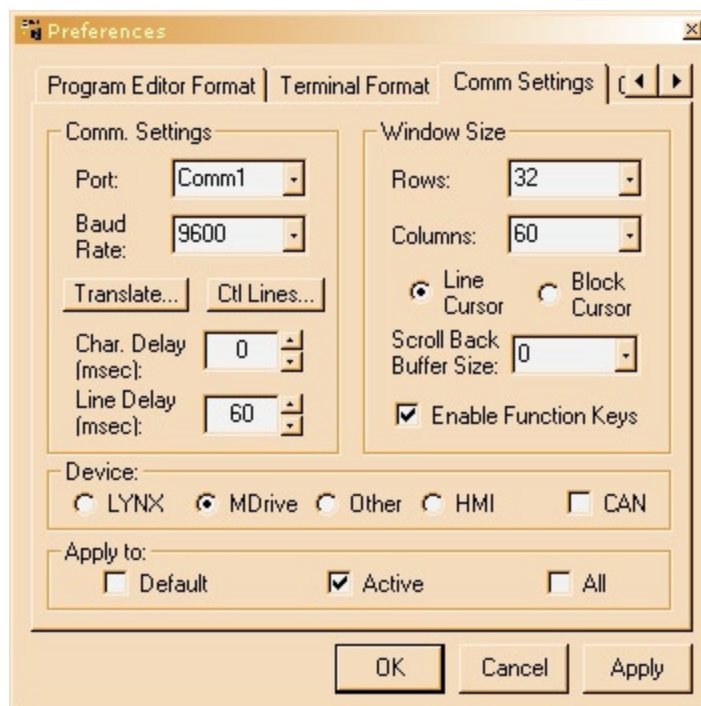 Preferences
Program Editor Format Terminal Format Comm Settings
Comm. Settings
Port: Comm1
Baud Rate: 9600
Translate... Ctl Lines...
Char. Delay (msec): 0
Line Delay (msec): 60
Window Size
Rows: 32
Columns: 60
Line Cursor Block Cursor
Scroll Back Buffer Size: 0
Enable Function Keys
Device:
LYNX MDrive Other HMI CAN
Apply to:
Default Active All
OK Cancel Apply